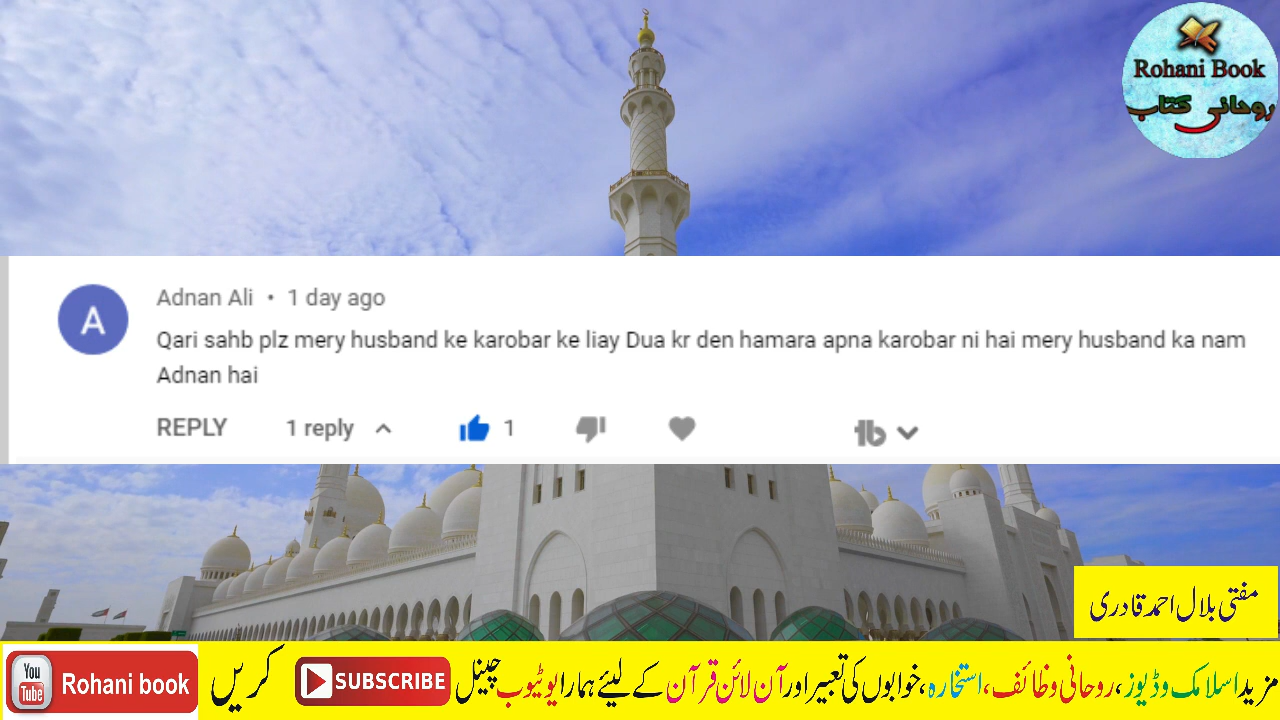 Rohani Book
روحانی کتاب
A
Adnan Ali • 1 day ago
Qari sahb plz mery husband ke karobar ke liay Dua kr den hamara apna karobar ni hai mery husband ka nam
Adnan hai
REPLY 1 reply 1
مفتی بلال احمد قادری
مزید اسلامک وڈیوز، روحانی وظائف، استخارہ، خوابوں کی تعبیر اور آن لائن قرآن کے لیئے ہمارا یوٹیوب چینل SUBSCRIBE کریں
You
Tube
Rohani book